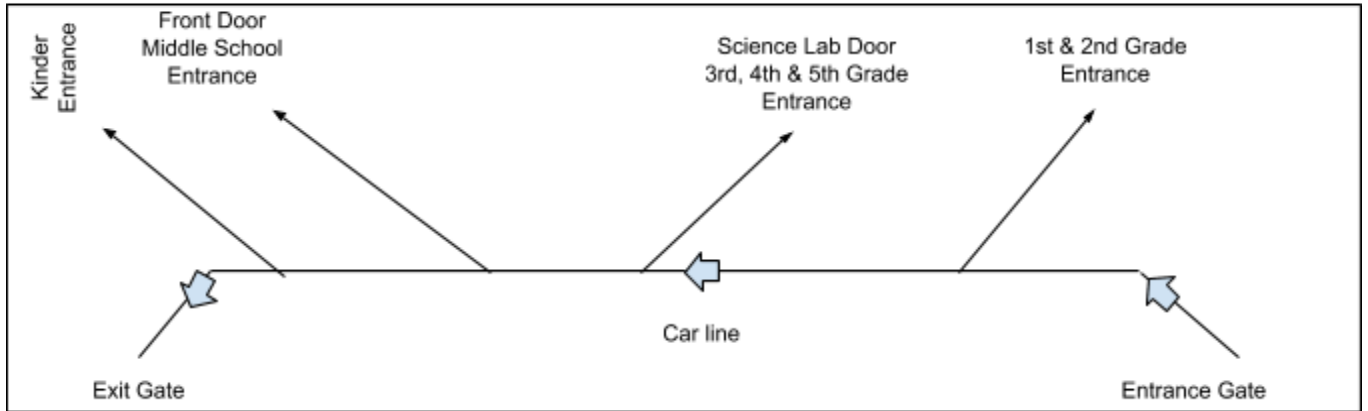 Kinder
Entrance
Front Door
Middle School
Entrance
Science Lab Door
3rd, 4th & 5th Grade
Entrance
1st & 2nd Grade
Entrance
Car line
Exit Gate
Entrance Gate